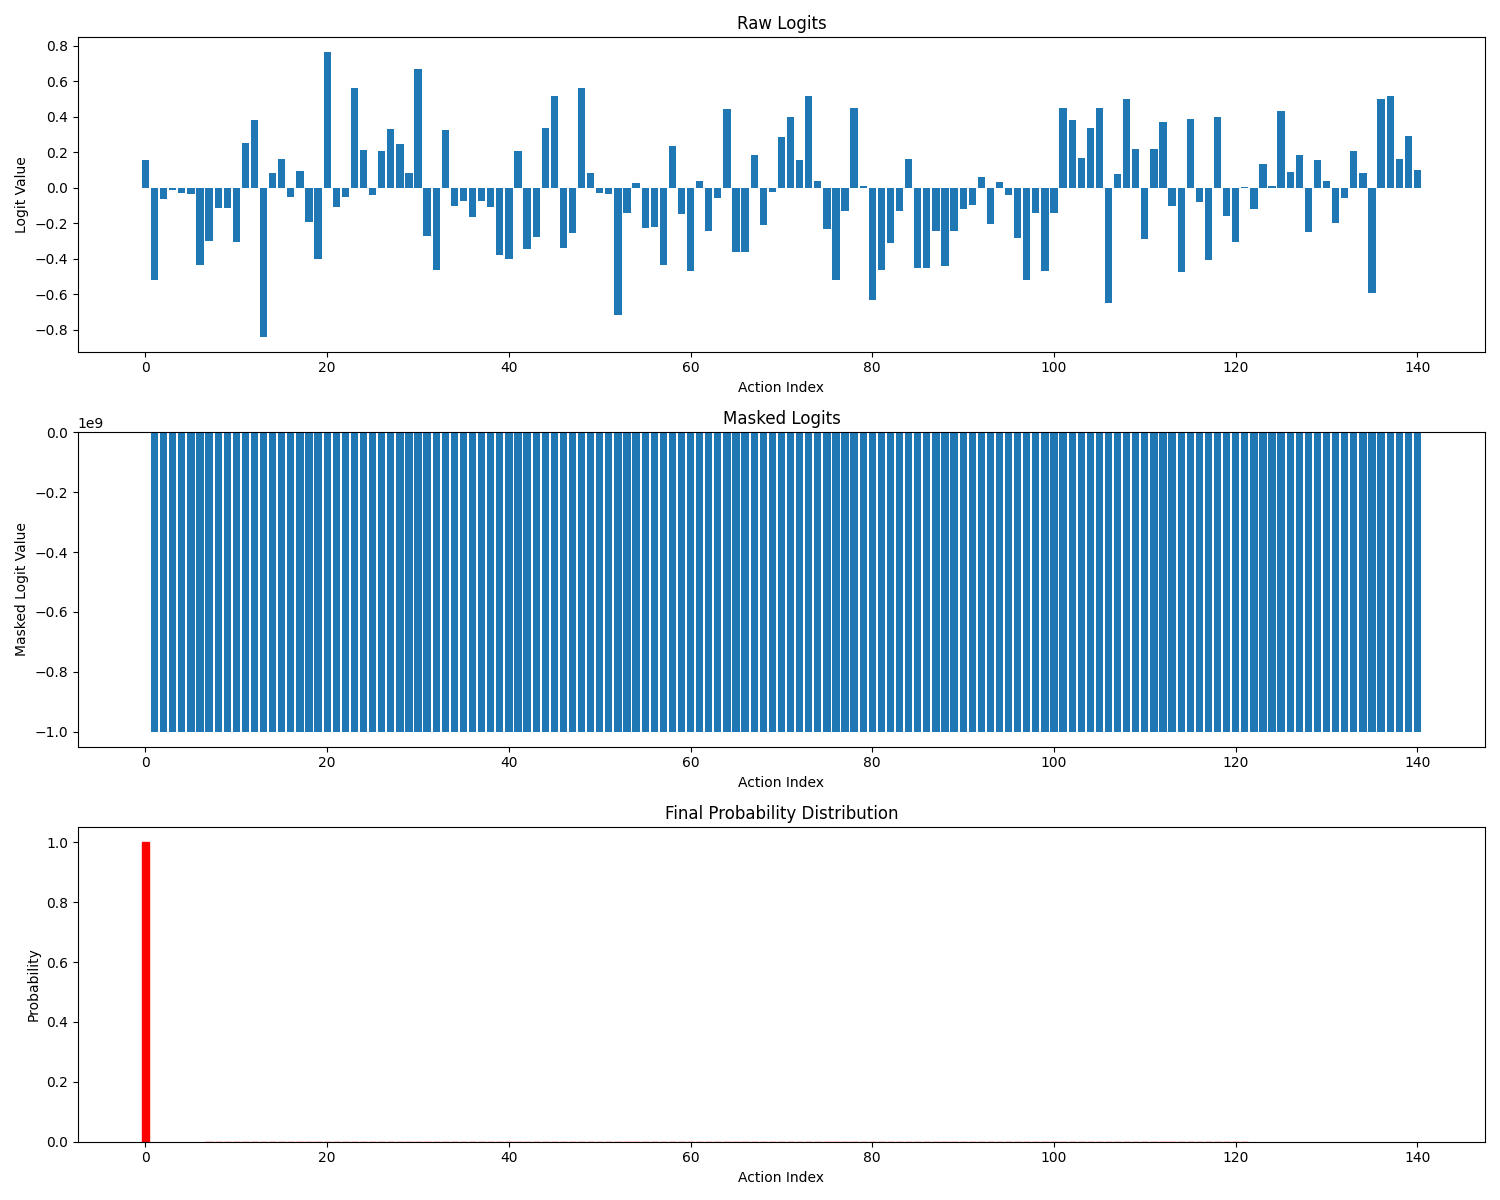 Raw Logits
0.8
0.6
0.4
0.2
0.0
−0.2
−0.4
−0.6
−0.8
Logit Value
0 20 40 60 80 100 120 140
Action Index
Masked Logits
1e9
0.0
−0.2
−0.4
−0.6
−0.8
−1.0
Masked Logit Value
0 20 40 60 80 100 120 140
Action Index
Final Probability Distribution
1.0
0.8
0.6
0.4
0.2
0.0
Probability
0 20 40 60 80 100 120 140
Action Index